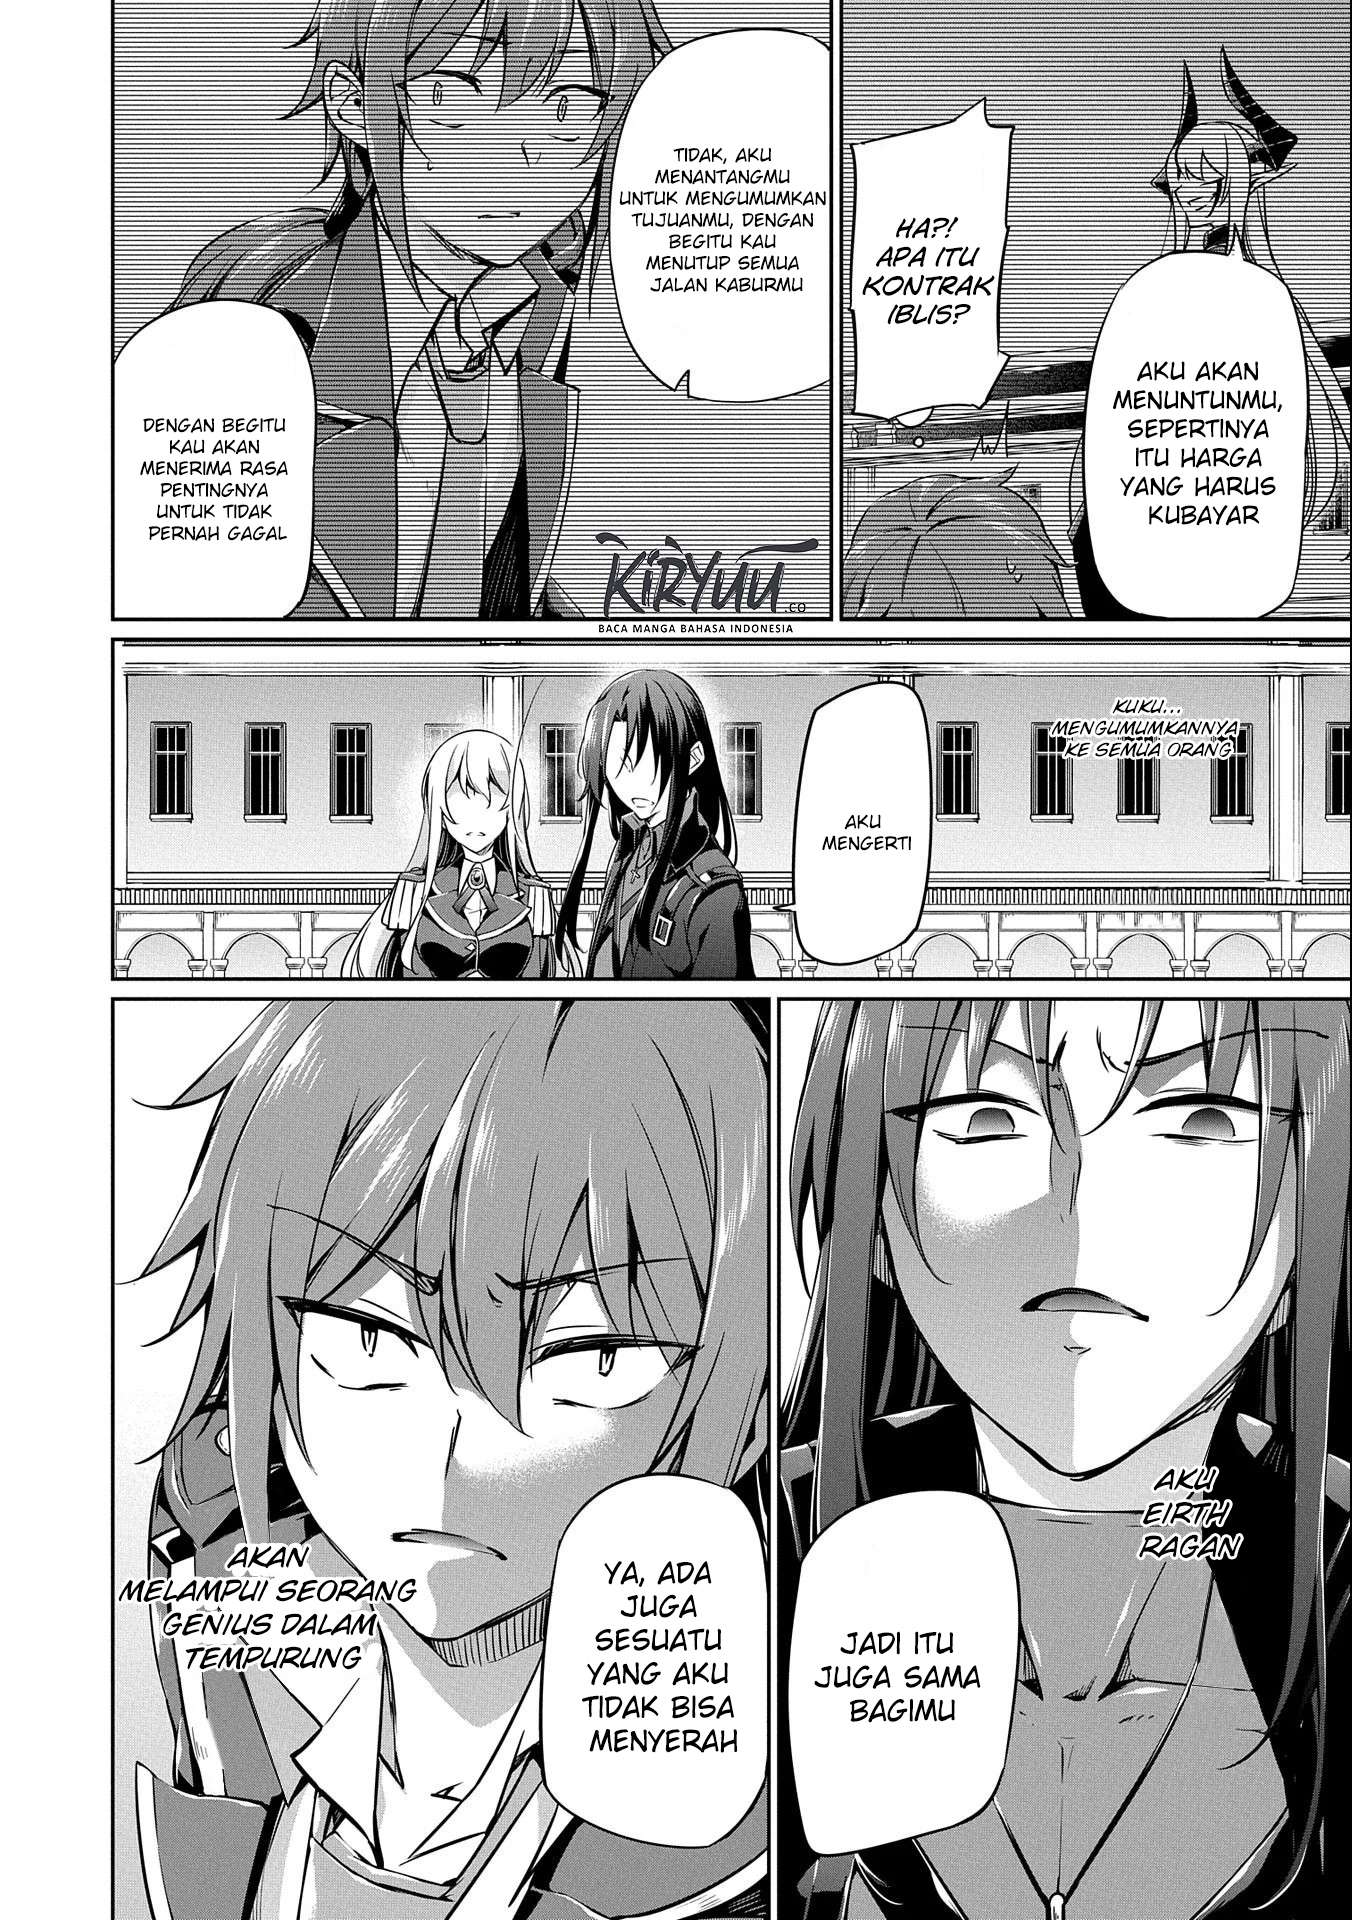 HA?!
APA ITU
KONTRAK
IBLIS?
AKU AKAN
MENUNTUNMU,
SEPERTINYA
ITU HARGA
YANG HARUS
KUBAYAR
TIDAK, AKU
MENANTANGMU
UNTUK MENGUMUMKAN
TUJUANMU, DENGAN
BEGITU KAU
MENUTUP SEMUA
JALAN KABURMU
DENGAN BEGITU
KAU AKAN
MENERIMA RASA
PENTINGNYA
UNTUK TIDAK
PERNAH GAGAL
KIRYUU
.CO
BACA MANGA BAHASA INDONESIA
KUKU...
MENGUMUMKANNYA
KE SEMUA ORANG
AKU
MENGERTI
AKU
EIRTH
RAGAN
JADI ITU
JUGA SAMA
BAGIMU
YA, ADA
JUGA
SESUATU
YANG AKU
TIDAK BISA
MENYERAH
AKAN
MELAMPUI SEORANG
GENIUS DALAM
TEMPURUNG